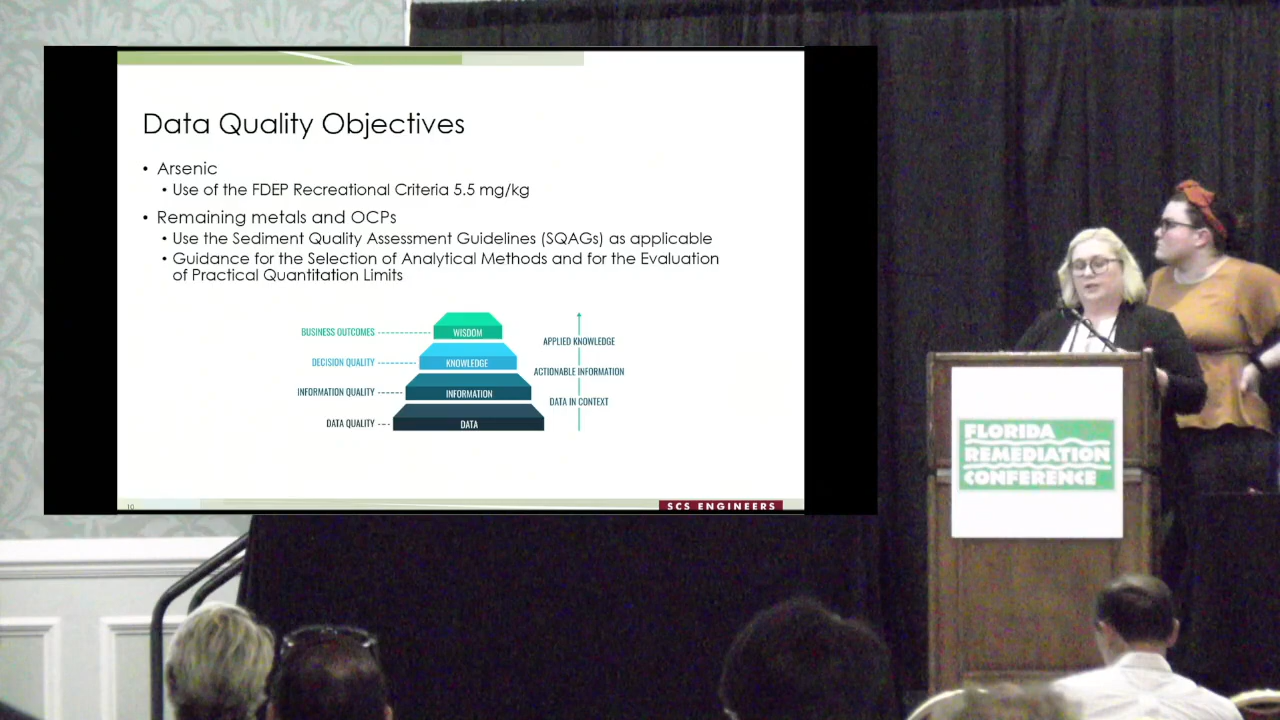 Data Quality Objectives
• Arsenic
• Use of the FDEP Recreational Criteria 5.5 mg/kg
• Remaining metals and OCPs
• Use the Sediment Quality Assessment Guidelines (SQAGs) as applicable
• Guidance for the Selection of Analytical Methods and for the Evaluation
of Practical Quantitation Limits
BUSINESS OUTCOMES
WISDOM
APPLIED KNOWLEDGE
DECISION QUALITY
KNOWLEDGE
ACTIONABLE INFORMATION
INFORMATION QUALITY
INFORMATION
DATA IN CONTEXT
DATA QUALITY
DATA
10
SCS ENGINEERS
FLORIDA
REMEDIATION
CONFERENCE